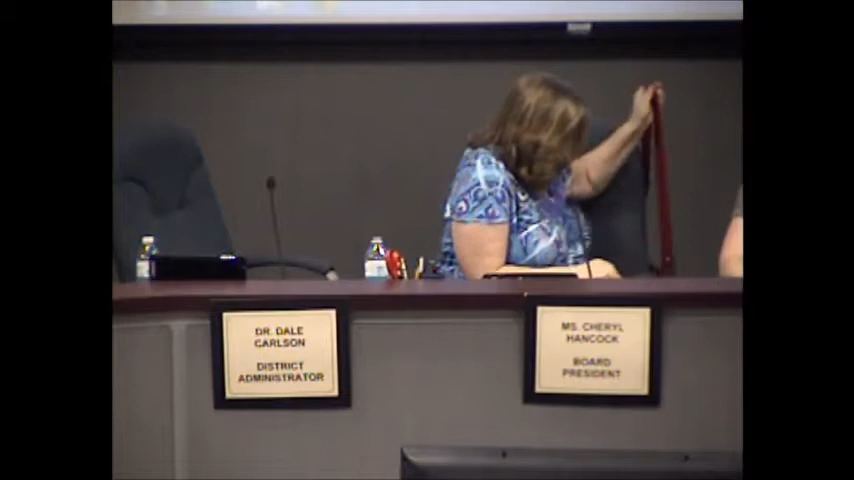 DR. DALE
CARLSON
DISTRICT
ADMINISTRATOR
MS. CHERYL
HANCOCK
BOARD
PRESIDENT